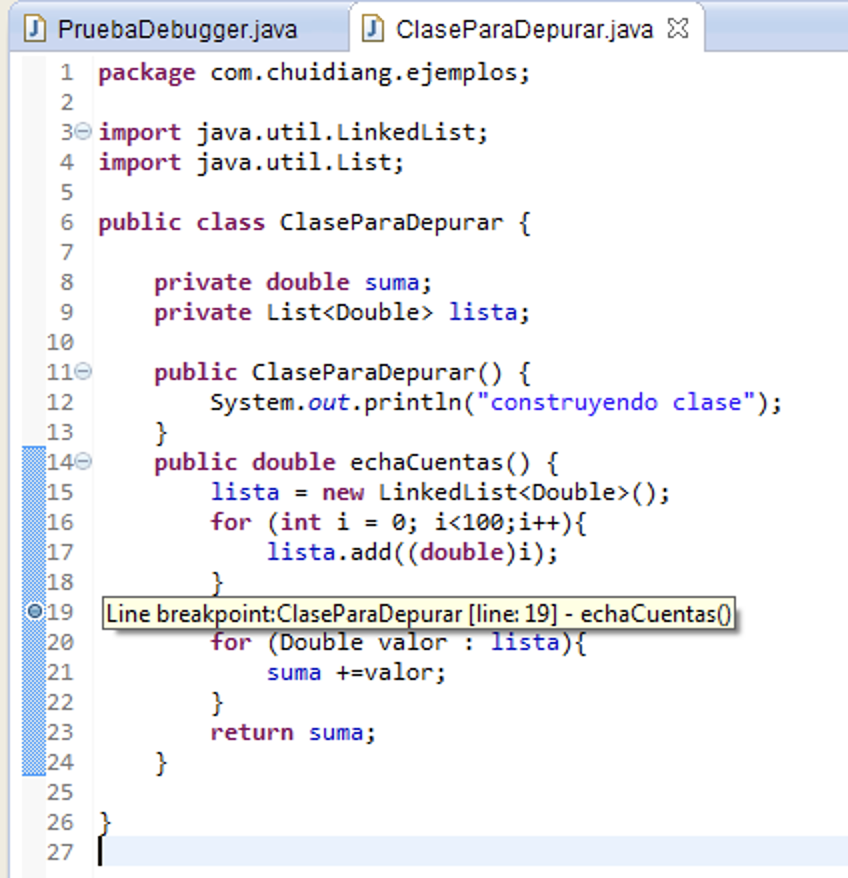 PruebaDebugger.java ClaseParaDepurar.java
1 package com.chuidiang.ejemplos;
2
3 import java.util.LinkedList;
4 import java.util.List;
5
6 public class ClaseParaDepurar {
7
8 private double suma;
9 private List<Double> lista;
10
11 public ClaseParaDepurar() {
12 System.out.println("construyendo clase");
13 }
14 public double echaCuentas() {
15 lista = new LinkedList<Double>();
16 for (int i = 0; i<100;i++){
17 lista.add((double)i);
18 }
19 Line breakpoint:ClaseParaDepurar [line: 19] - echaCuentas()
20 for (Double valor : lista){
21 suma +=valor;
22 }
23 return suma;
24 }
25
26 }
27